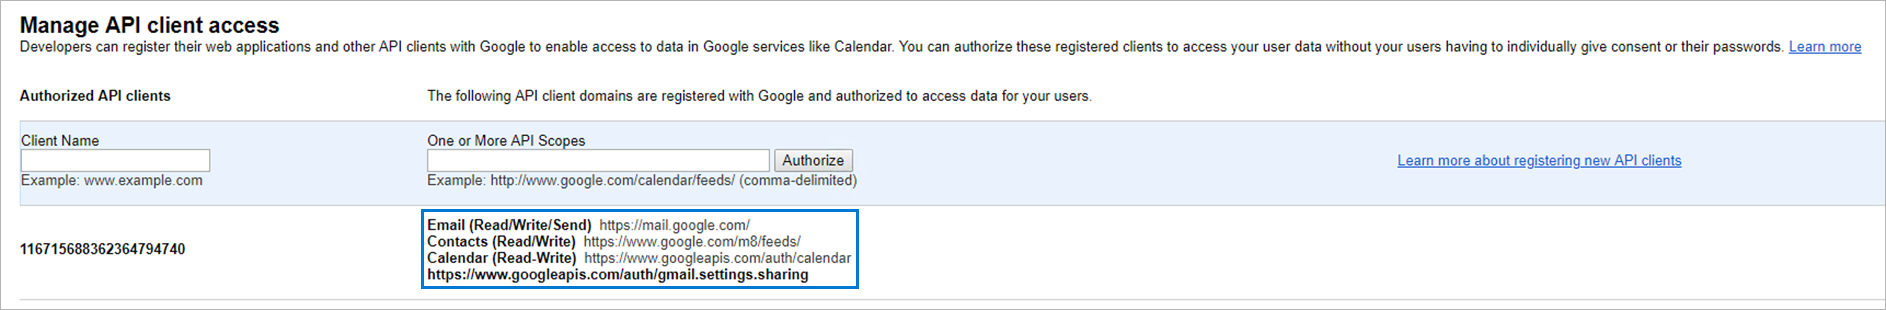 Manage API client access
Developers can register their web applications and other API clients with Google to enable access to data in Google services like Calendar. You can authorize these registered clients to access your user data without your users having to individually give consent or their passwords. Learn more
Authorized API clients
The following API client domains are registered with Google and authorized to access data for your users.
Client Name
One or More API Scopes
Authorize
Learn more about registering new API clients
Example: www.example.com
Example: http://www.google.com/calendar/feeds/ (comma-delimited)
116715688362364794740
Email (Read/Write/Send) https://mail.google.com/
Contacts (Read/Write) https://www.google.com/m8/feeds/
Calendar (Read-Write) https://www.googleapis.com/auth/calendar
https://www.googleapis.com/auth/gmail.settings.sharing